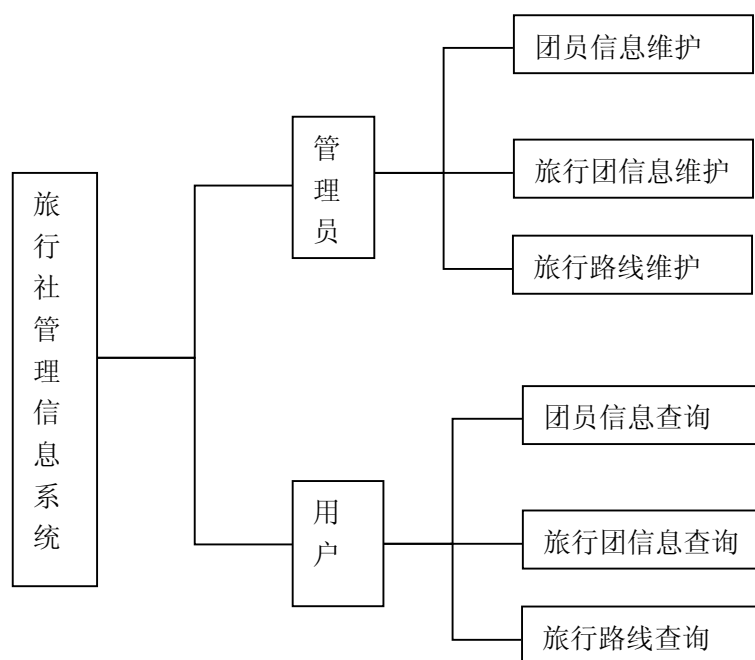 旅行社管理信息系统
管理员
团员信息维护
旅行团信息维护
旅行路线维护
用户
团员信息查询
旅行团信息查询
旅行路线查询